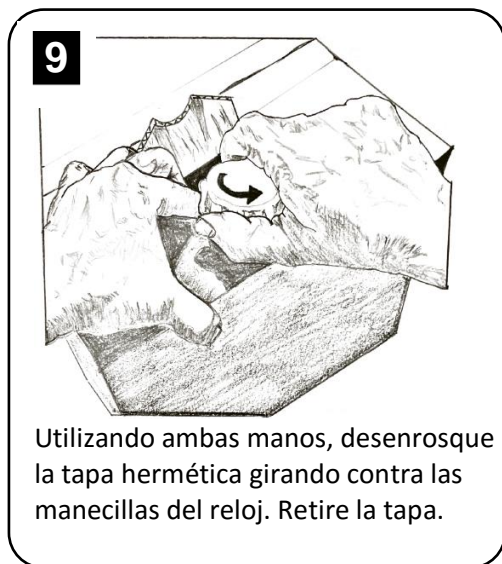 9
Utilizando ambas manos, desenrosque
la tapa hermética girando contra las
manecillas del reloj. Retire la tapa.